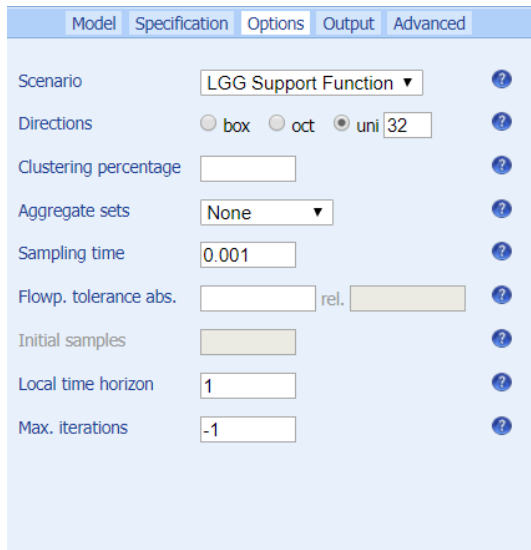 Model Specification Options Output Advanced
Scenario LGG Support Function ?
Directions box oct uni 32 ?
Clustering percentage ?
Aggregate sets None ?
Sampling time 0.001 ?
Flowp. tolerance abs. rel. ?
Initial samples ?
Local time horizon 1 ?
Max. iterations -1 ?